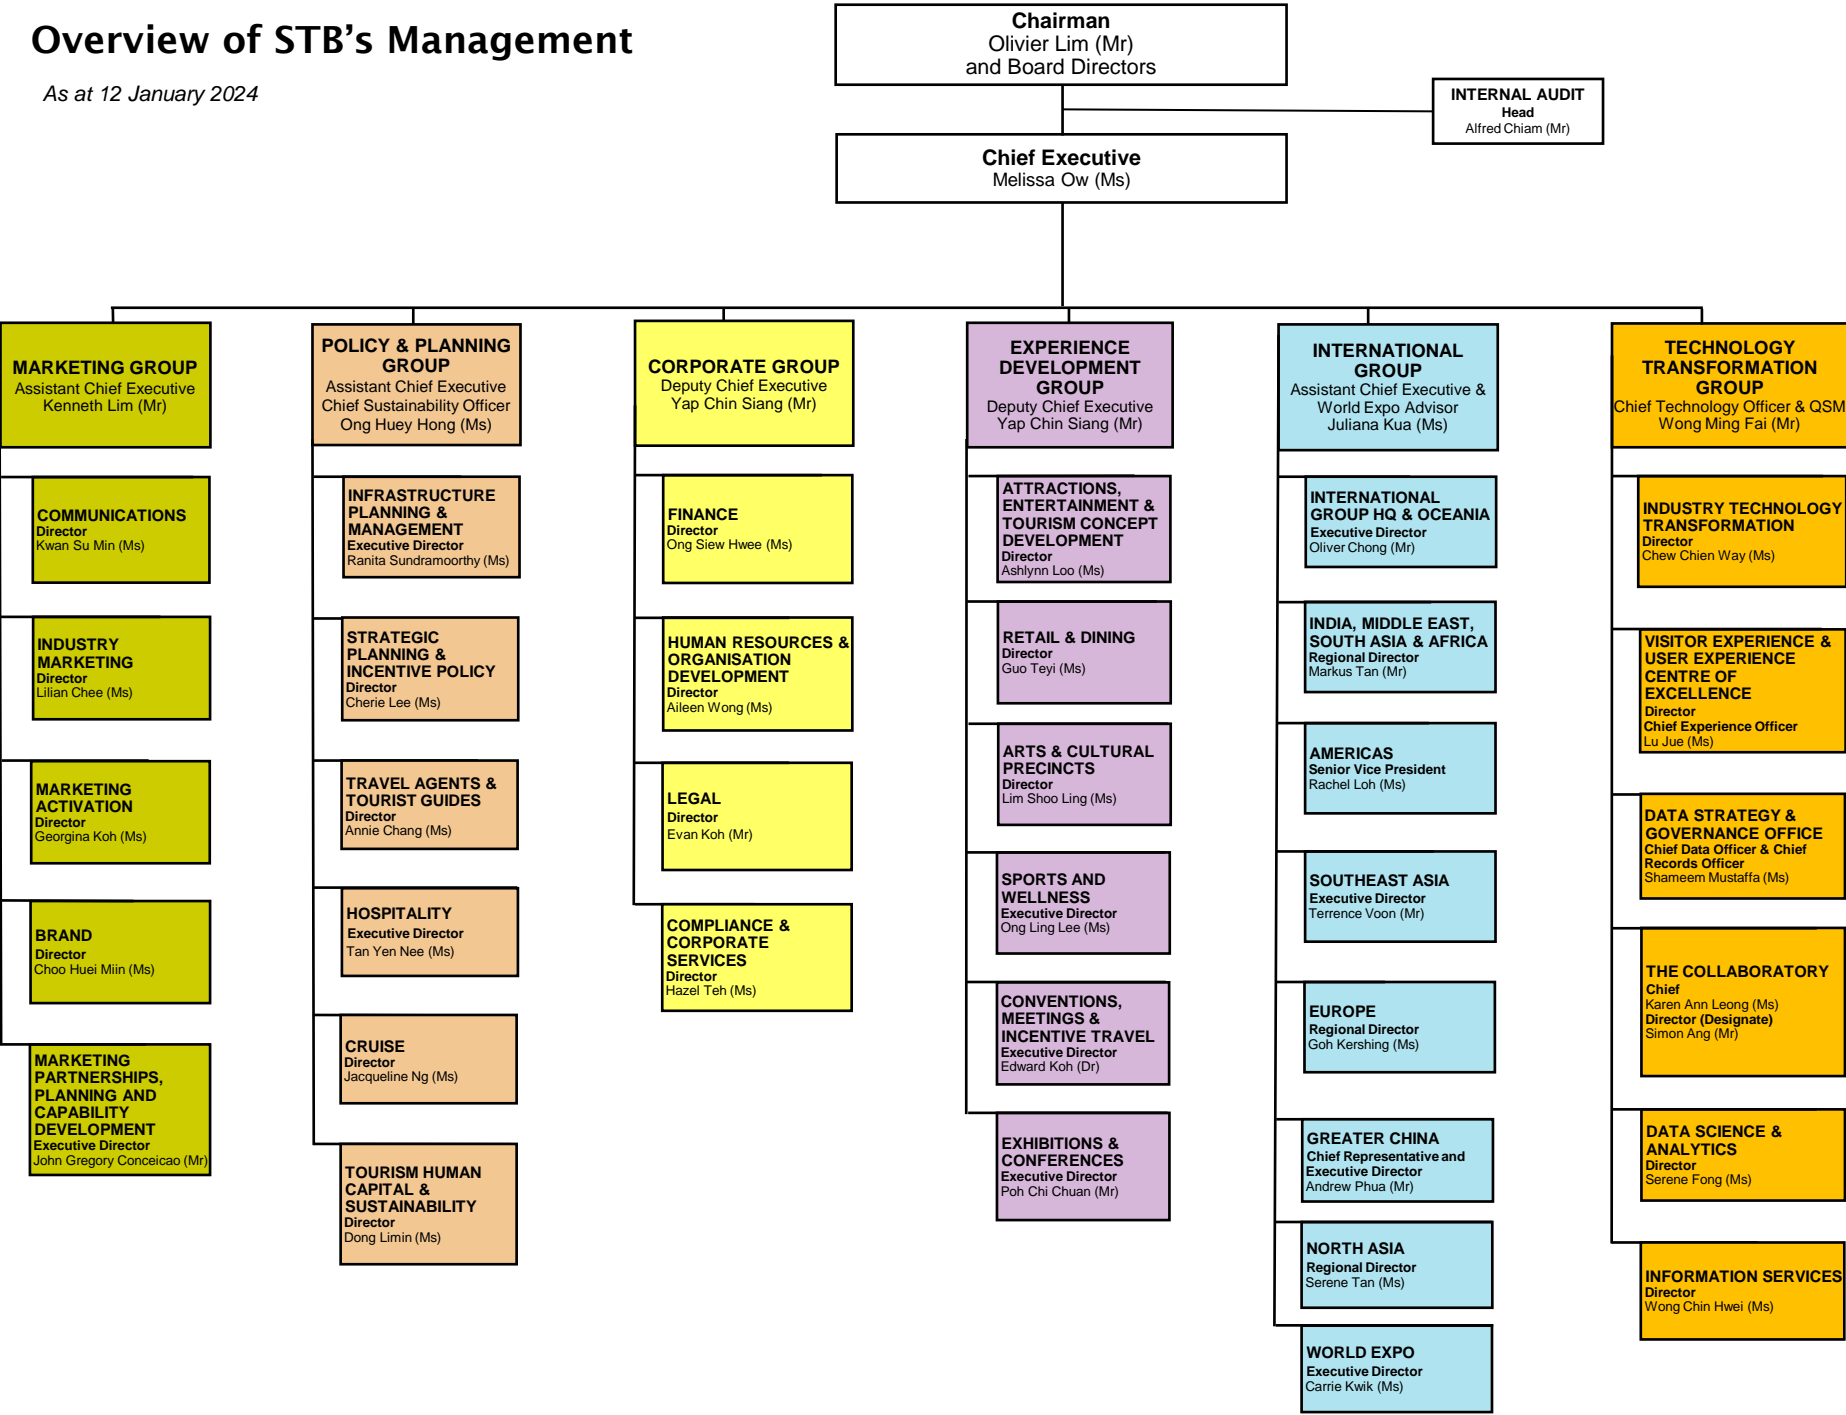 Overview of STB's Management
As at 12 January 2024
Chairman
Olivier Lim (Mr)
and Board Directors
INTERNAL AUDIT
Head
Alfred Chiam (Mr)
Chief Executive
Melissa Ow (Ms)
MARKETING GROUP
Assistant Chief Executive
Kenneth Lim (Mr)
COMMUNICATIONS
Director
Kwan Su Min (Ms)
INDUSTRY
MARKETING
Director
Lilian Chee (Ms)
MARKETING
ACTIVATION
Director
Georgina Koh (Ms)
BRAND
Director
Choo Huei Miin (Ms)
MARKETING
PARTNERSHIPS,
PLANNING AND
CAPABILITY
DEVELOPMENT
Executive Director
John Gregory Conceicao (Mr)
POLICY & PLANNING
GROUP
Assistant Chief Executive
Chief Sustainability Officer
Ong Huey Hong (Ms)
INFRASTRUCTURE
PLANNING &
MANAGEMENT
Executive Director
Ranita Sundramoorthy (Ms)
STRATEGIC
PLANNING &
INCENTIVE POLICY
Director
Cherie Lee (Ms)
TRAVEL AGENTS &
TOURIST GUIDES
Director
Annie Chang (Ms)
HOSPITALITY
Executive Director
Tan Yen Nee (Ms)
CRUISE
Director
Jacqueline Ng (Ms)
TOURISM HUMAN
CAPITAL &
SUSTAINABILITY
Director
Dong Limin (Ms)
CORPORATE GROUP
Deputy Chief Executive
Yap Chin Siang (Mr)
FINANCE
Director
Ong Siew Hwee (Ms)
HUMAN RESOURCES &
ORGANISATION
DEVELOPMENT
Director
Aileen Wong (Ms)
LEGAL
Director
Evan Koh (Mr)
COMPLIANCE &
CORPORATE
SERVICES
Director
Hazel Teh (Ms)
EXPERIENCE
DEVELOPMENT
GROUP
Deputy Chief Executive
Yap Chin Siang (Mr)
ATTRACTIONS,
ENTERTAINMENT &
TOURISM CONCEPT
DEVELOPMENT
Director
Ashlynn Loo (Ms)
RETAIL & DINING
Director
Guo Teyi (Ms)
ARTS & CULTURAL
PRECINCTS
Director
Lim Shoo Ling (Ms)
SPORTS AND
WELLNESS
Executive Director
Ong Ling Lee (Ms)
CONVENTIONS,
MEETINGS &
INCENTIVE TRAVEL
Executive Director
Edward Koh (Dr)
EXHIBITIONS &
CONFERENCES
Executive Director
Poh Chi Chuan (Mr)
INTERNATIONAL
GROUP
Assistant Chief Executive &
World Expo Advisor
Juliana Kua (Ms)
INTERNATIONAL
GROUP HQ & OCEANIA
Executive Director
Oliver Chong (Mr)
INDIA, MIDDLE EAST,
SOUTH ASIA & AFRICA
Regional Director
Markus Tan (Mr)
AMERICAS
Senior Vice President
Rachel Loh (Ms)
SOUTHEAST ASIA
Executive Director
Terrence Voon (Mr)
EUROPE
Regional Director
Goh Kershing (Ms)
GREATER CHINA
Chief Representative and
Executive Director
Andrew Phua (Mr)
NORTH ASIA
Regional Director
Serene Tan (Ms)
WORLD EXPO
Executive Director
Carrie Kwik (Ms)
TECHNOLOGY
TRANSFORMATION
GROUP
Chief Technology Officer & QSM
Wong Ming Fai (Mr)
INDUSTRY TECHNOLOGY
TRANSFORMATION
Director
Chew Chien Way (Ms)
VISITOR EXPERIENCE &
USER EXPERIENCE
CENTRE OF
EXCELLENCE
Director
Chief Experience Officer
Lu Jue (Ms)
DATA STRATEGY &
GOVERNANCE OFFICE
Chief Data Officer & Chief
Records Officer
Shameem Mustaffa (Ms)
THE COLLABORATORY
Chief
Karen Ann Leong (Ms)
Director (Designate)
Simon Ang (Mr)
DATA SCIENCE &
ANALYTICS
Director
Serene Fong (Ms)
INFORMATION SERVICES
Director
Wong Chin Hwei (Ms)